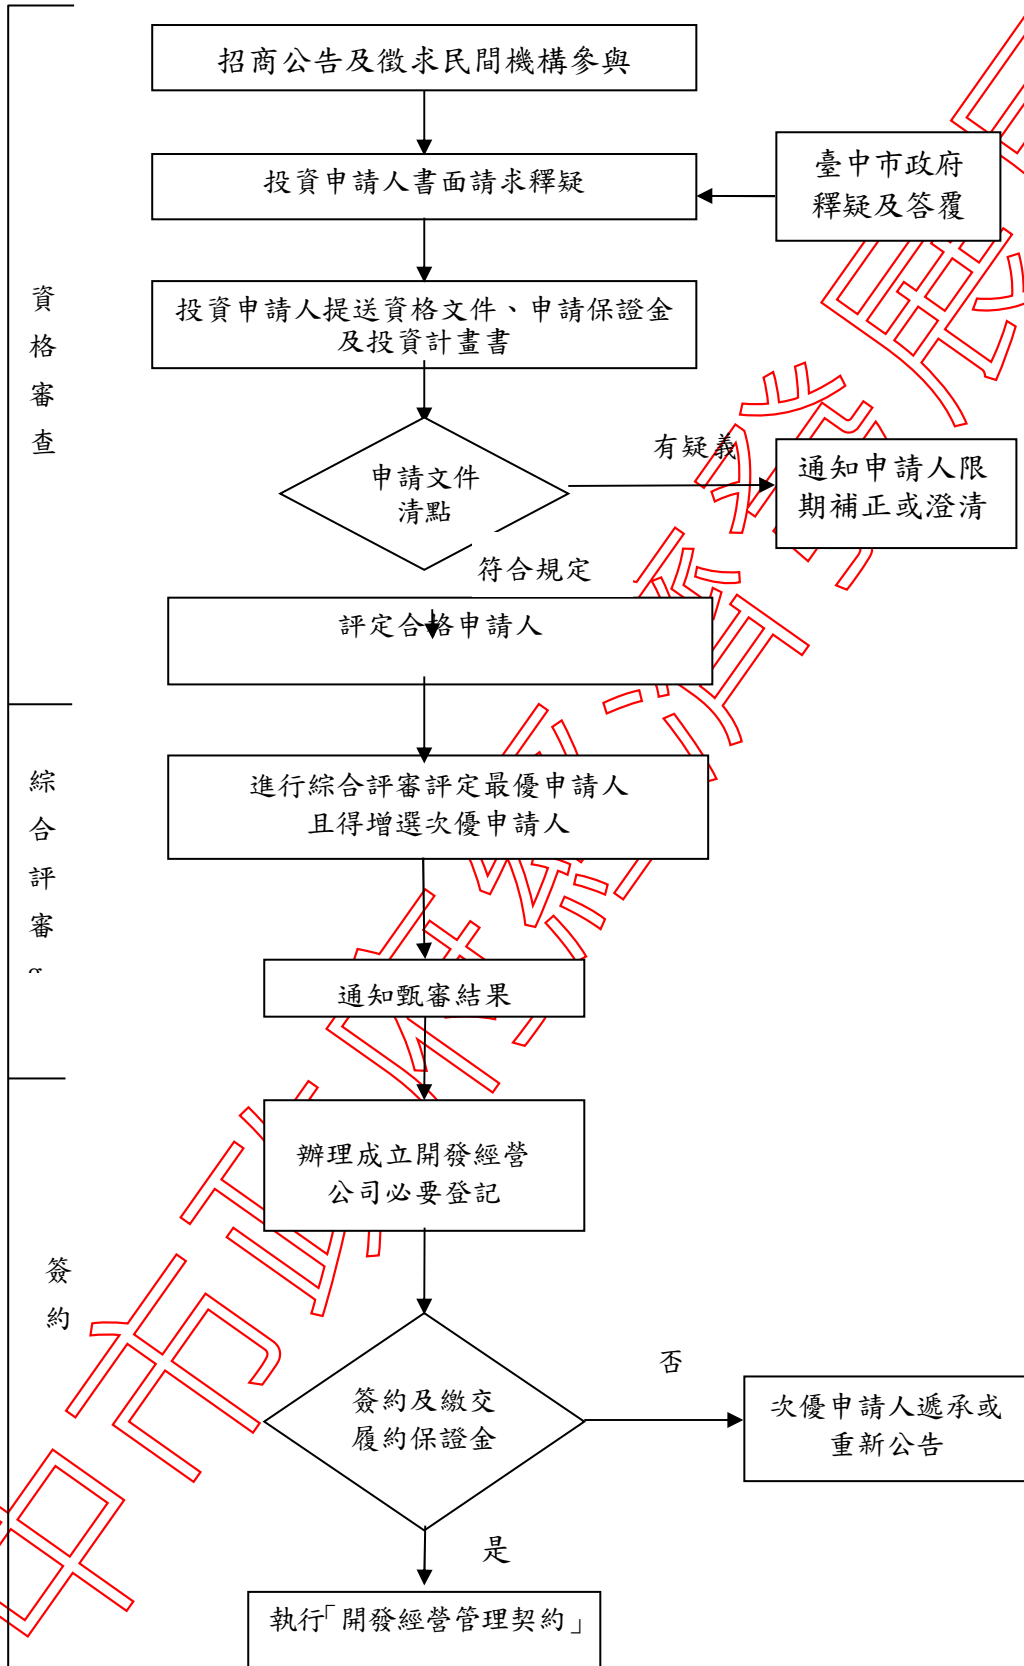 招商公告及徵求民間機構參與
投資申請人書面請求釋疑
臺中市政府
釋疑及答覆
投資申請人提送資格文件、申請保證金
及投資計畫書
資
格
審
查
申請文件
清點
有疑義
通知申請人限
期補正或澄清
符合規定
評定合格申請人
綜
合
評
審
進行綜合評審評定最優申請人
且得增選次優申請人
通知甄審結果
辦理成立開發經營
公司必要登記
簽
約
簽約及繳交
履約保證金
否
次優申請人遞承或
重新公告
是
執行「開發經營管理契約」